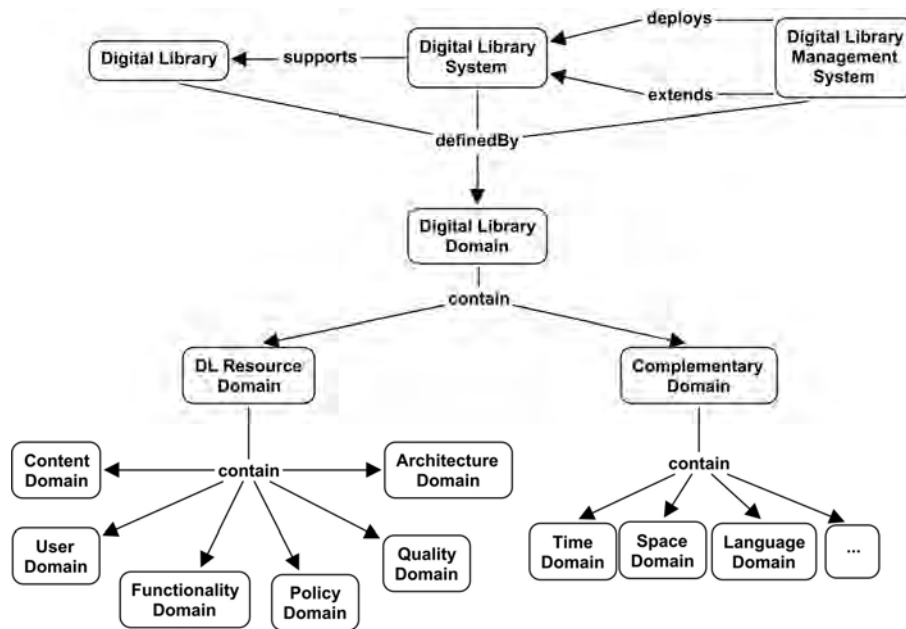 deploys
Digital Library
supports
Digital Library
System
Digital Library
Management
System
extends
definedBy
Digital Library
Domain
contain
DL Resource
Domain
Complementary
Domain
Content
Domain
contain
Architecture
Domain
contain
User
Domain
Functionality
Domain
Policy
Domain
Quality
Domain
Time
Domain
Space
Domain
Language
Domain
...